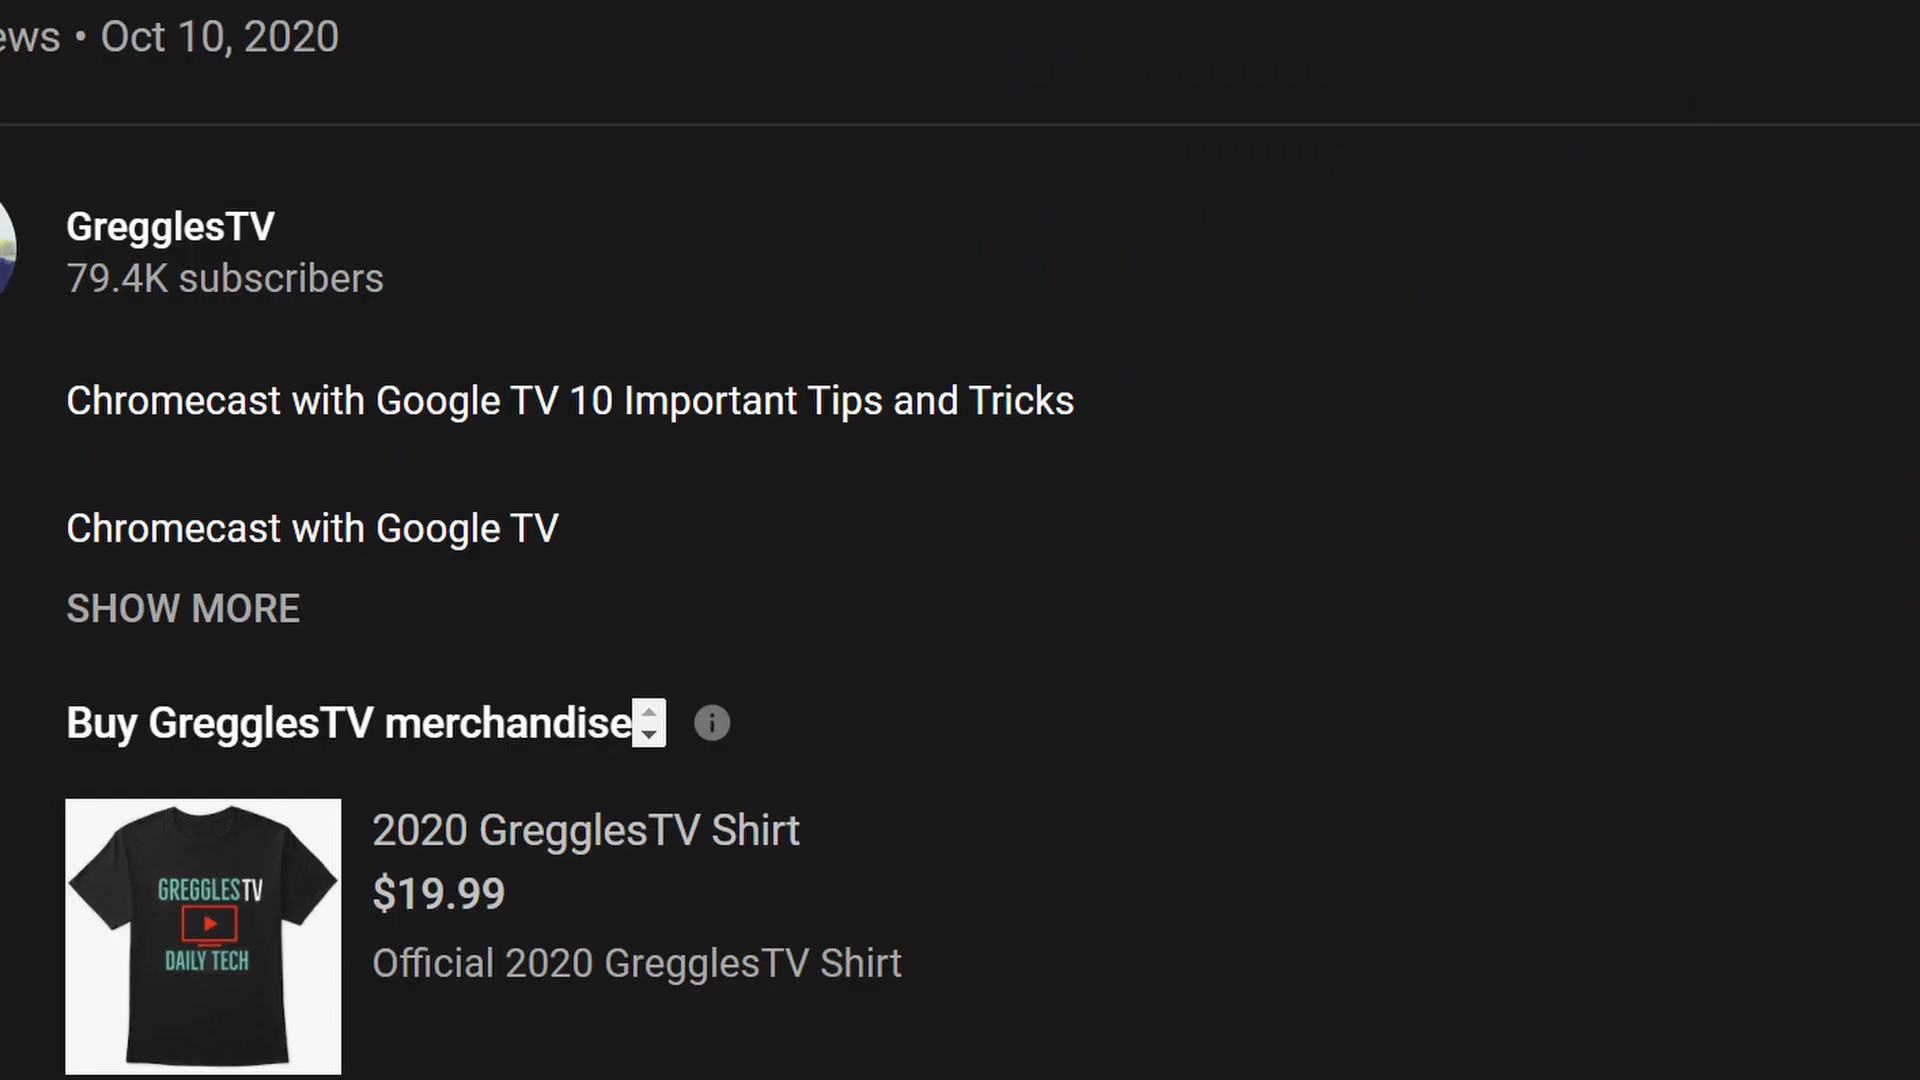 ews • Oct 10, 2020
GregglesTV
79.4K subscribers
Chromecast with Google TV 10 Important Tips and Tricks
Chromecast with Google TV
SHOW MORE
Buy GregglesTV merchandise
2020 GregglesTV Shirt
$19.99
Official 2020 GregglesTV Shirt
GREGGLESTV
DAILY TECH